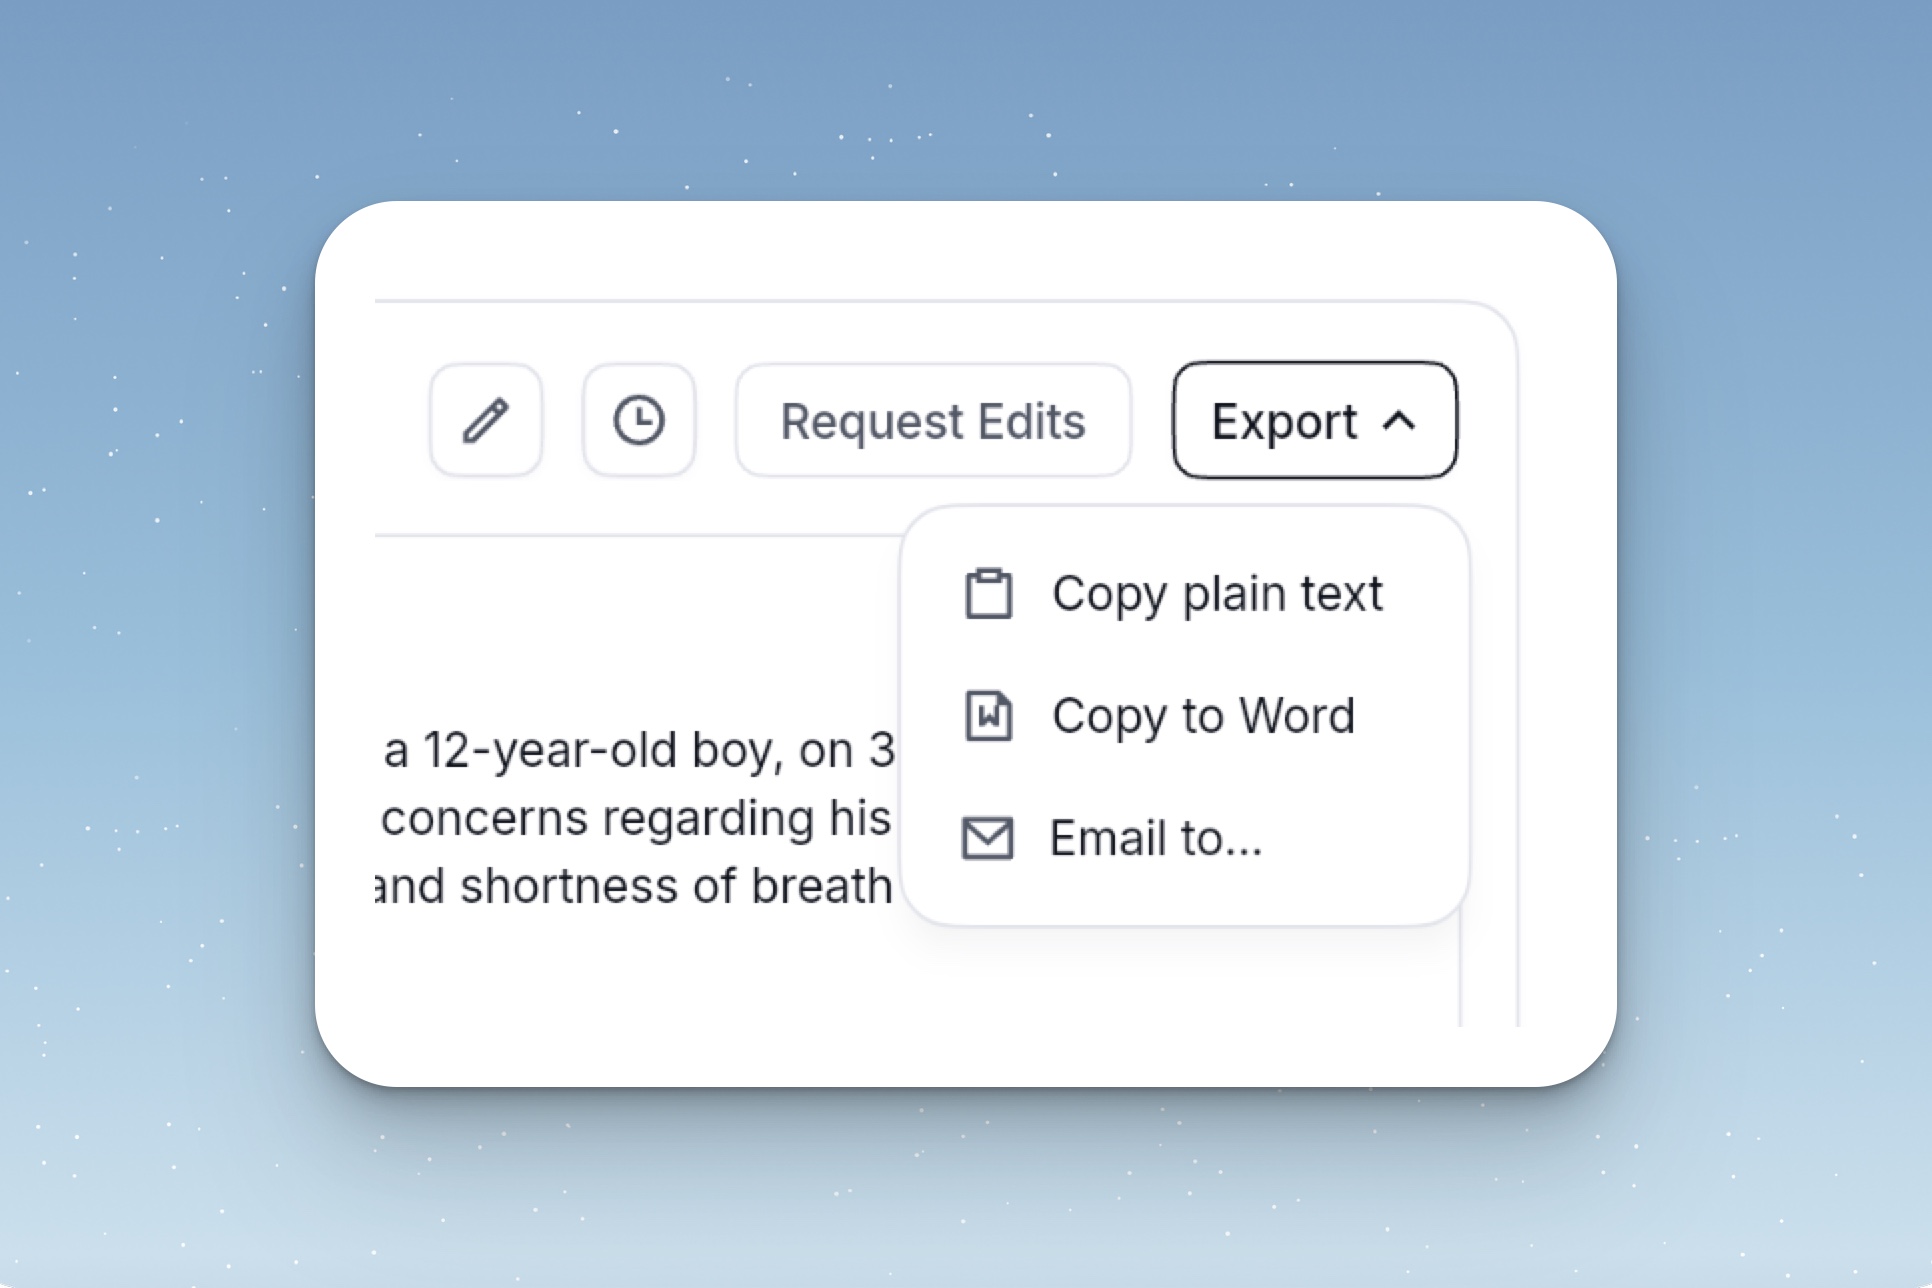 Request Edits
Export
Copy plain text
Copy to Word
Email to...
a 12-year-old boy, on 3
concerns regarding his
and shortness of breath